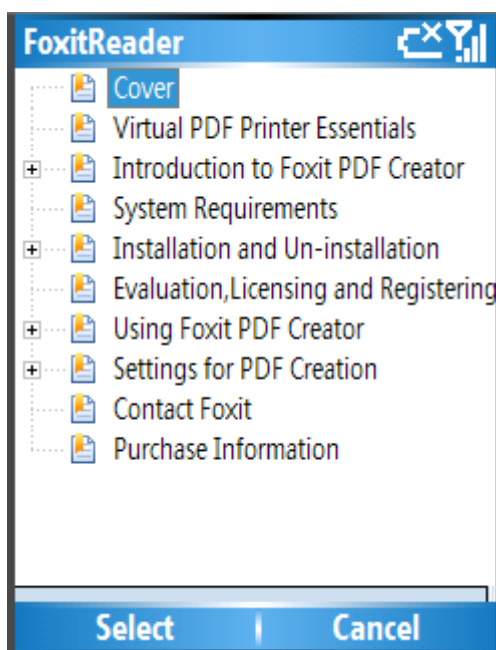 FoxitReader
Cover
Virtual PDF Printer Essentials
Introduction to Foxit PDF Creator
System Requirements
Installation and Un-installation
Evaluation,Licensing and Registering
Using Foxit PDF Creator
Settings for PDF Creation
Contact Foxit
Purchase Information
Select Cancel